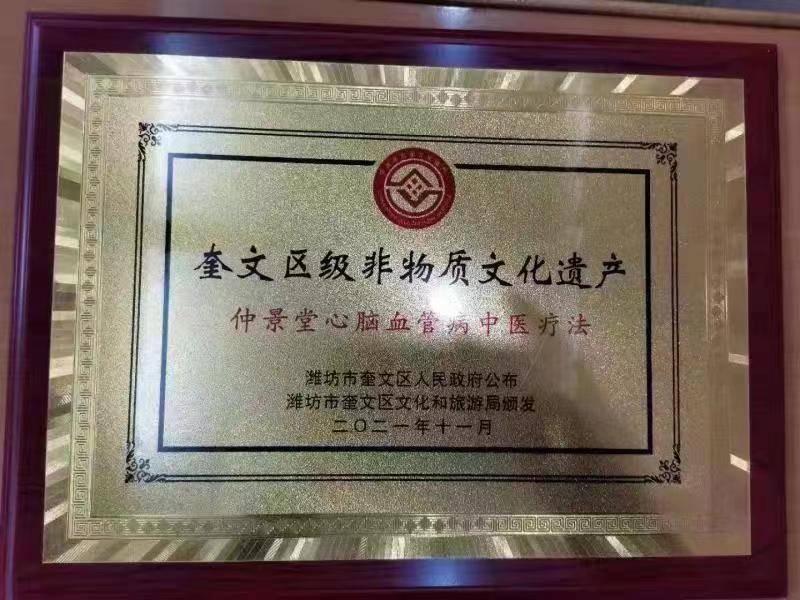 奎文区级非物质文化遗产
仲景堂心脑血管病中医疗法
潍坊市奎文区人民政府公布
潍坊市奎文区文化和旅游局颁发
二〇二一年十一月